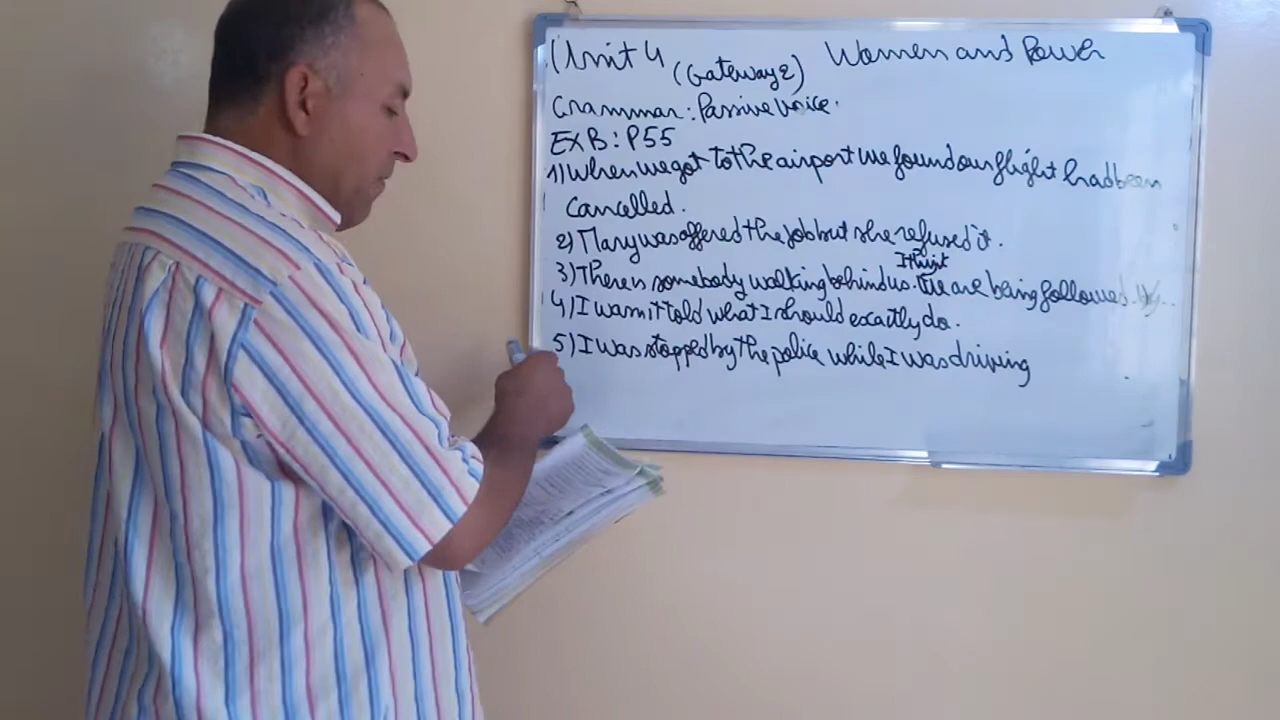 Unit 4 (Gateway 2) Women and Power
Grammar: Passive voice.
EX B: P55
1) When we got to the airport we found our flight had been
cancelled.
2) Mary was offered the job but she refused it.
I think
3) There is somebody walking behind us. We are being followed.
4) I wasn't told what I should exactly do.
5) I was stopped by the police while I was driving